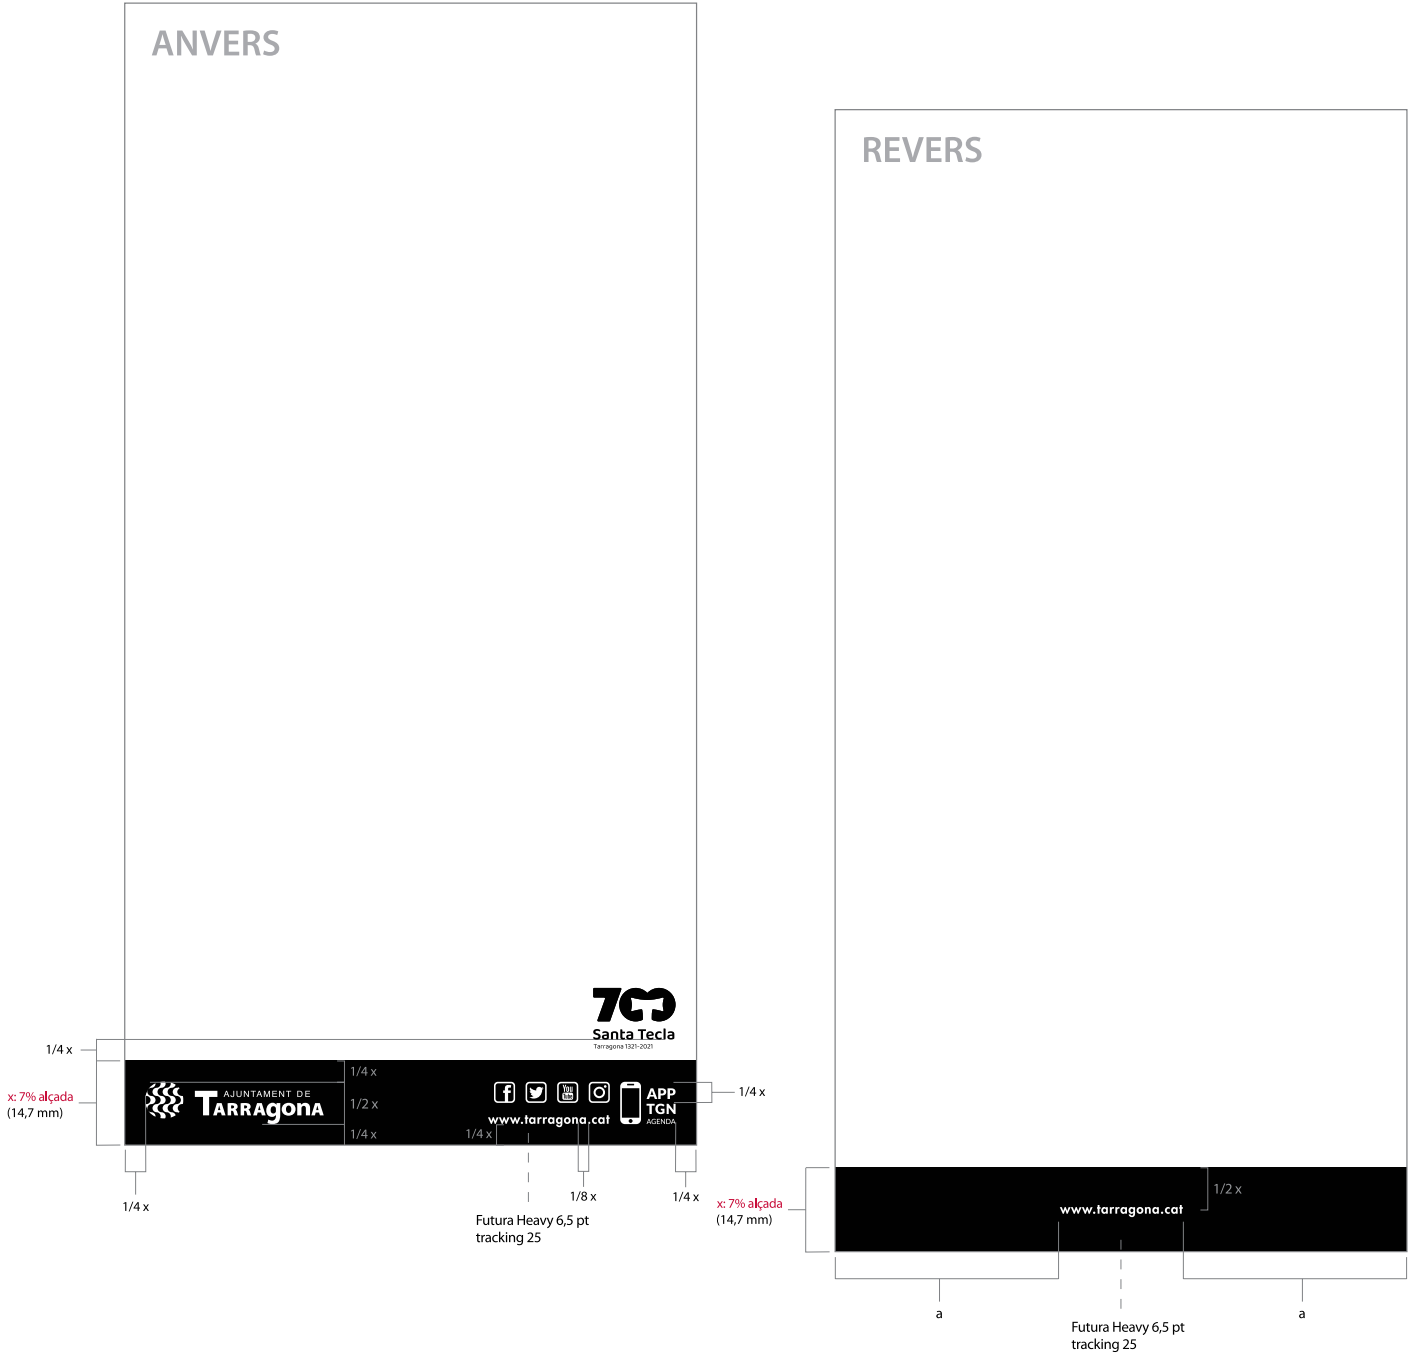 ANVERS
700
Santa Tecla
Tarragona 1321-2021
1/4 x
x: 7% alçada
(14,7 mm)
1/4 x
1/2 x
1/4 x
AJUNTAMENT DE
TARRAGONA
You
Tube
www.tarragona.cat
APP
TGN
AGENDA
1/4 x
1/4 x
1/4 x
1/8 x
1/4 x
Futura Heavy 6,5 pt
tracking 25
REVERS
x: 7% alçada
(14,7 mm)
1/2 x
www.tarragona.cat
a
a
Futura Heavy 6,5 pt
tracking 25